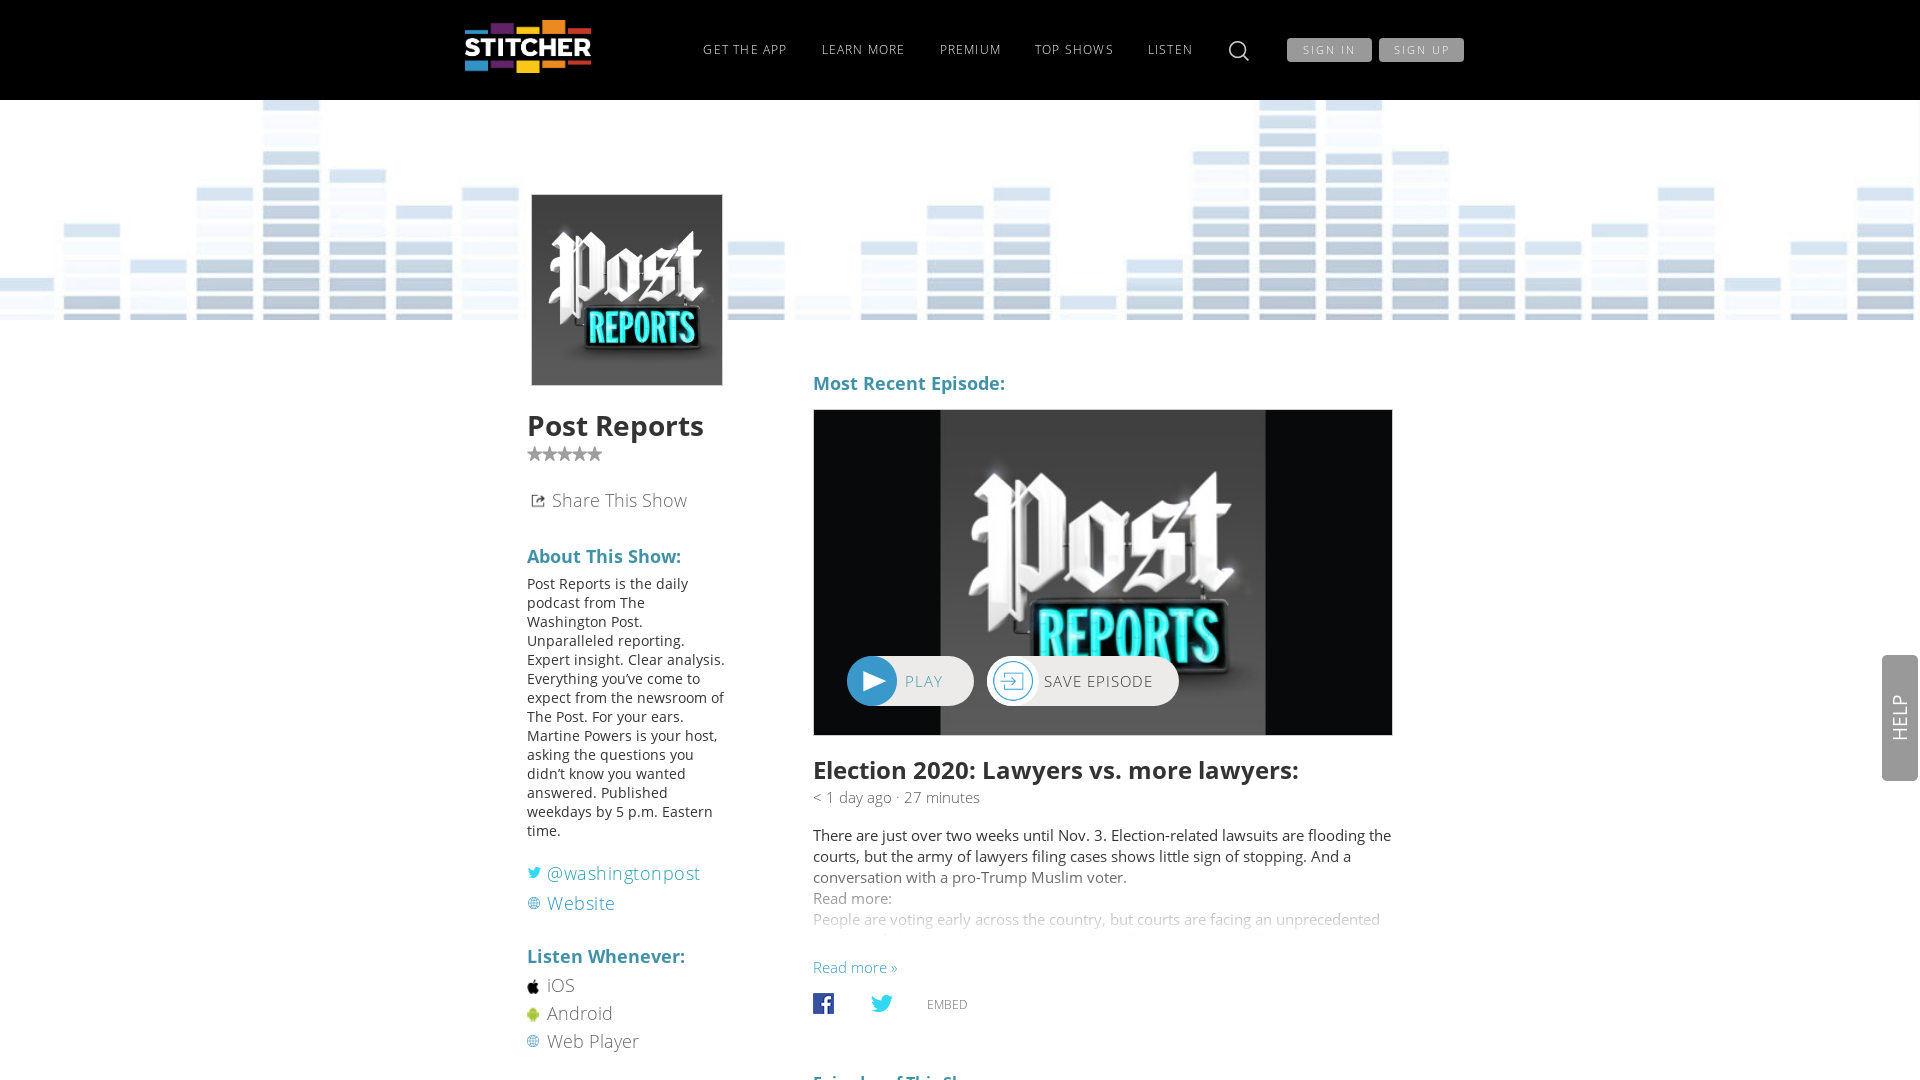 STITCHER
GET THE APP
LEARN MORE
PREMIUM
TOP SHOWS
LISTEN
SIGN IN
SIGN UP
Post
REPORTS
Post Reports
Share This Show
About This Show:
Post Reports is the daily
podcast from The
Washington Post.
Unparalleled reporting.
Expert insight. Clear analysis.
Everything you’ve come to
expect from the newsroom of
The Post. For your ears.
Martine Powers is your host,
asking the questions you
didn’t know you wanted
answered. Published
weekdays by 5 p.m. Eastern
time.
@washingtonpost
Website
Listen Whenever:
iOS
Android
Web Player
Most Recent Episode:
Post
REPORTS
PLAY
SAVE EPISODE
Election 2020: Lawyers vs. more lawyers:
< 1 day ago · 27 minutes
There are just over two weeks until Nov. 3. Election-related lawsuits are flooding the
courts, but the army of lawyers filing cases shows little sign of stopping. And a
conversation with a pro-Trump Muslim voter.
Read more:
People are voting early across the country, but courts are facing an unprecedented
Read more »
EMBED
HELP